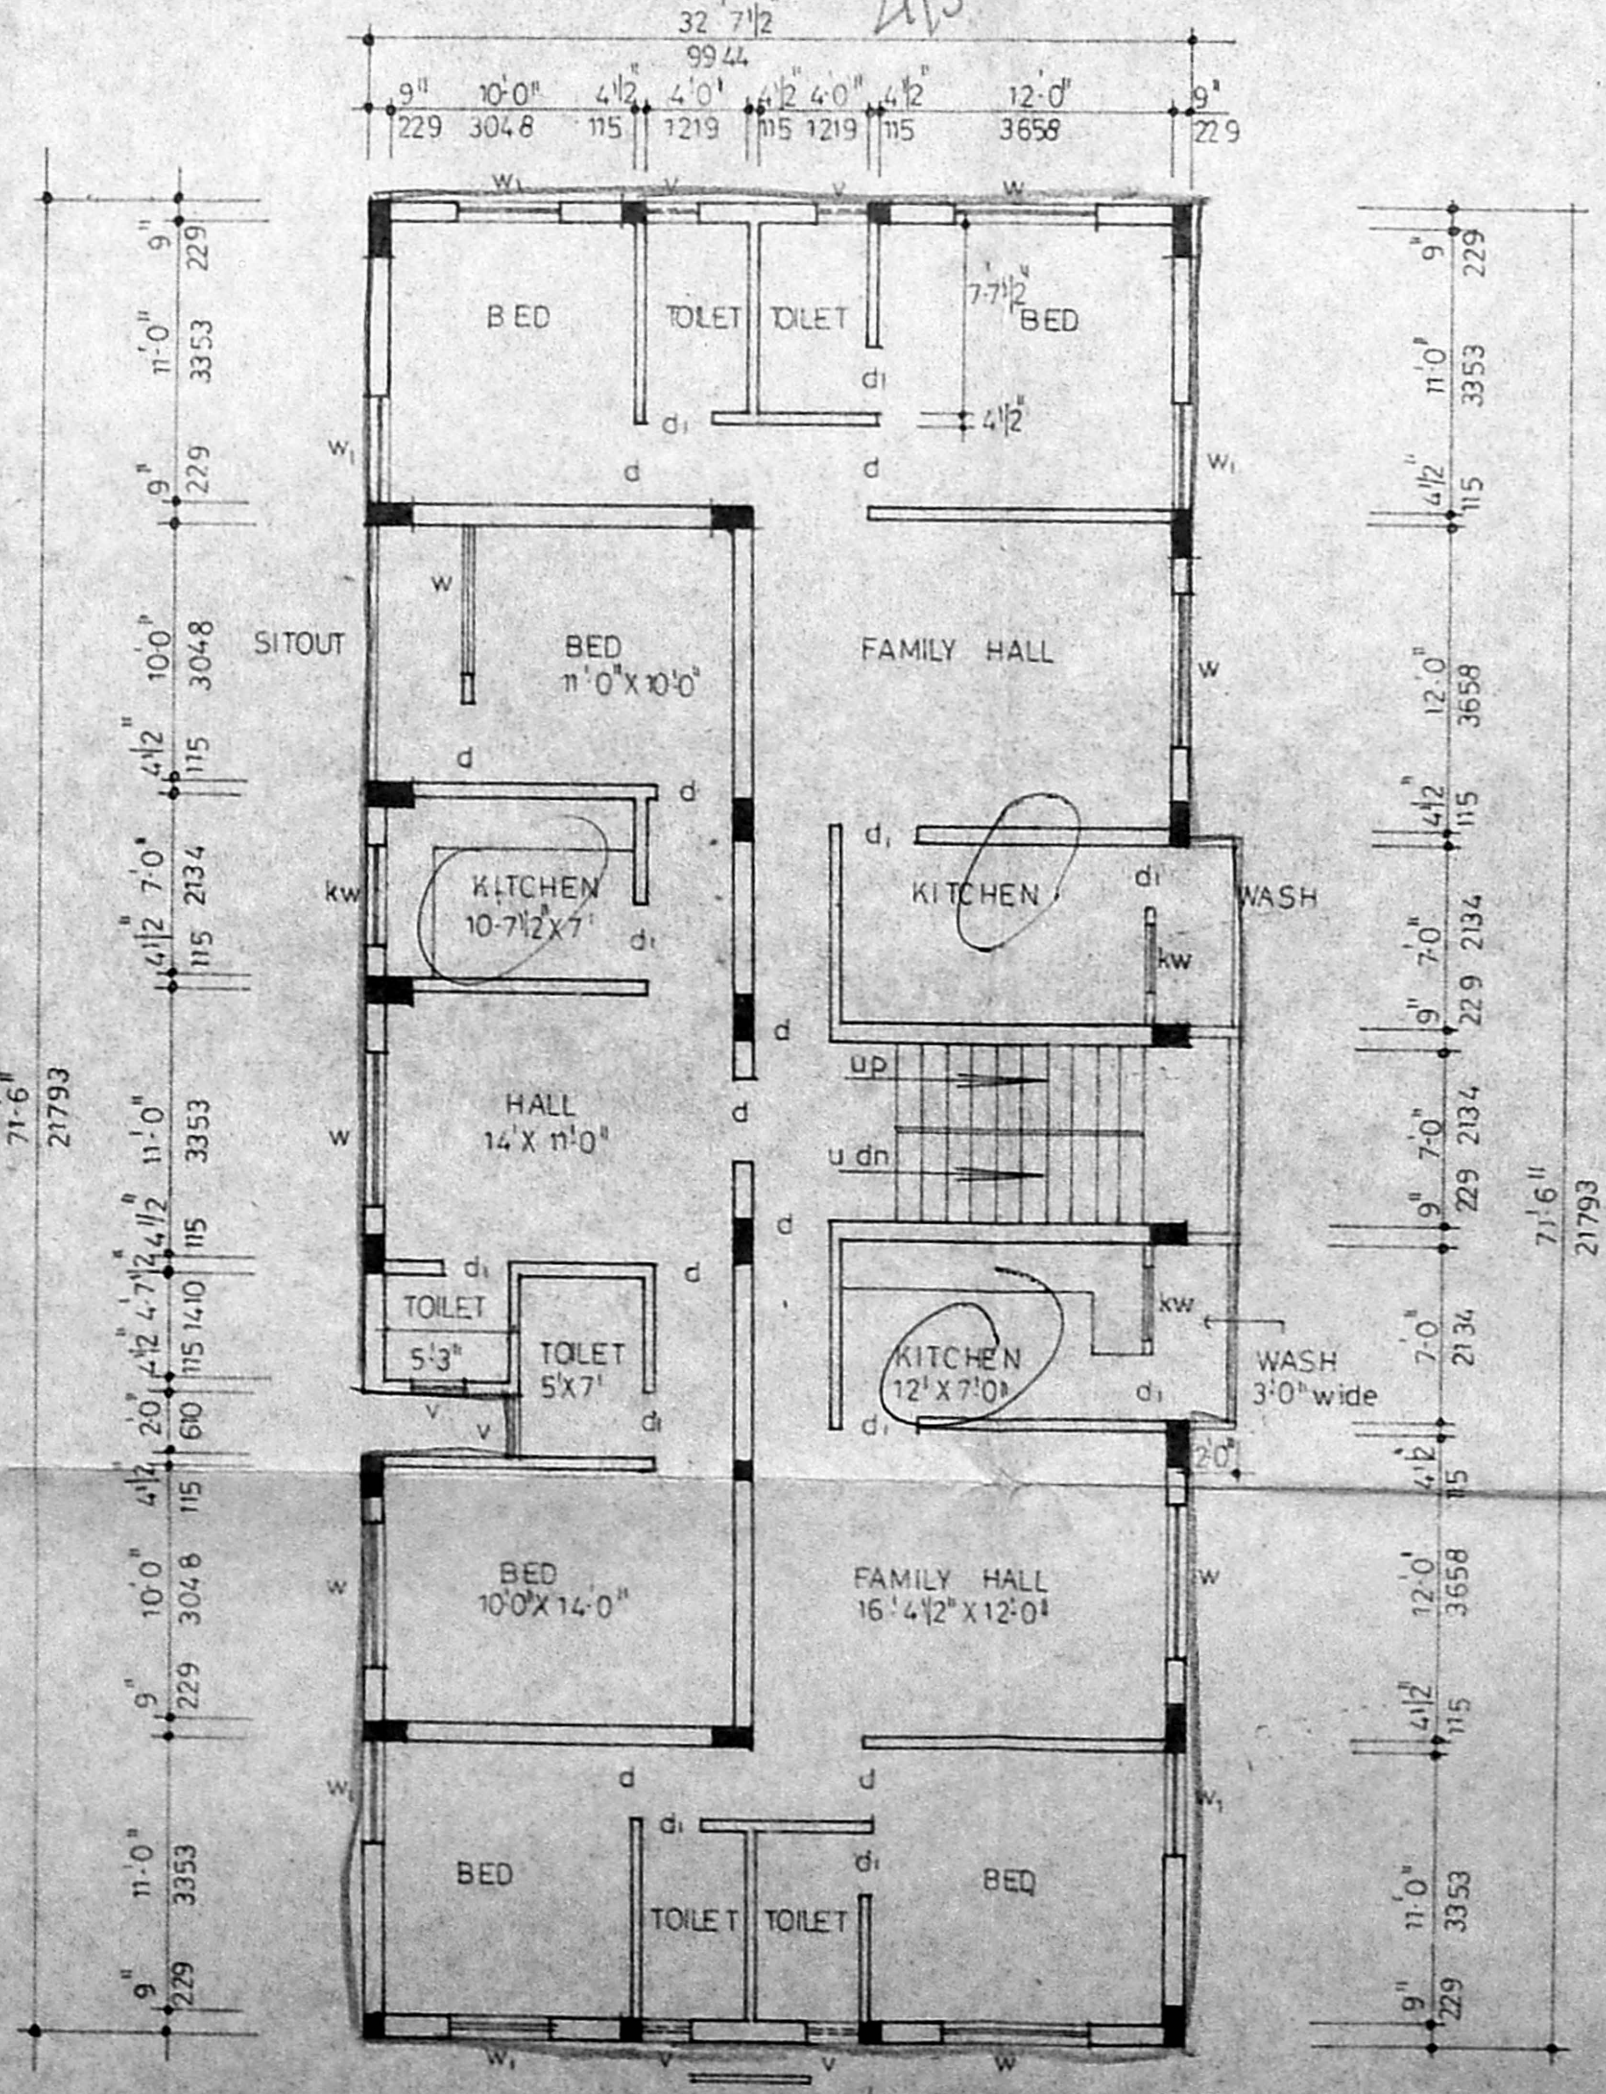 32'7½"
9944
9" 10'-0" 4½" 4'-0' 4½" 4'-0" 4½" 12'-0" 9"
229 3048 115 1219 115 1219 115 3658 229
W1 V V W
9" 229
11'-0" 3353
9" 229
10'-0" 3048
4½" 115
7'-0" 2134
4½" 115
11'-0" 3353
4½" 115
4'-7½" 1410
4½" 115
2'0" 610
4½" 115
10'-0" 3048
9" 229
11'-0" 3353
9" 229
71'-6"
21793
BED TOILET TOILET 7'-7½" BED
d1
d1 4½"
W1 d d W1
SITOUT W BED FAMILY HALL W
11'-0" X 10'-0"
d d
d1 d1
kw KITCHEN KITCHEN WASH
10-7½" X 7'
d1 kw
d
up
HALL
14' X 11'-0"
W d
u dn
d
d1 d
TOILET kw
5'-3" TOILET KITCHEN WASH
5'X7' 12' X 7'-0" d1 3'-0" wide
V V d1 d1
2'-0"
W BED FAMILY HALL W
10'0" X 14'-0" 16'-4½" X 12'-0"
W1 d d W1
d1 d1
BED BED
TOILET TOILET
W1 V V W
9" 229
11'-0" 3353
4½" 115
12'-0" 3658
4½" 115
7'-0" 2134
9" 229
7'-0" 2134
9" 229
7'-0" 2134
4½" 115
12'-0' 3658
4½" 115
11'-0" 3353
9" 229
71'-6"
21793